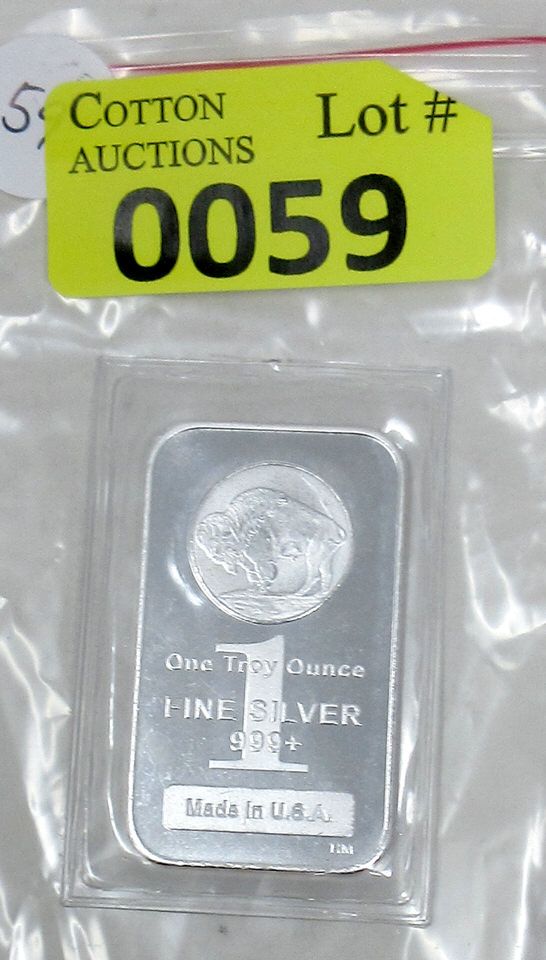 COTTON
AUCTIONS
Lot #
0059
1
One Troy Ounce
FINE SILVER
999+
Made in U.S.A.